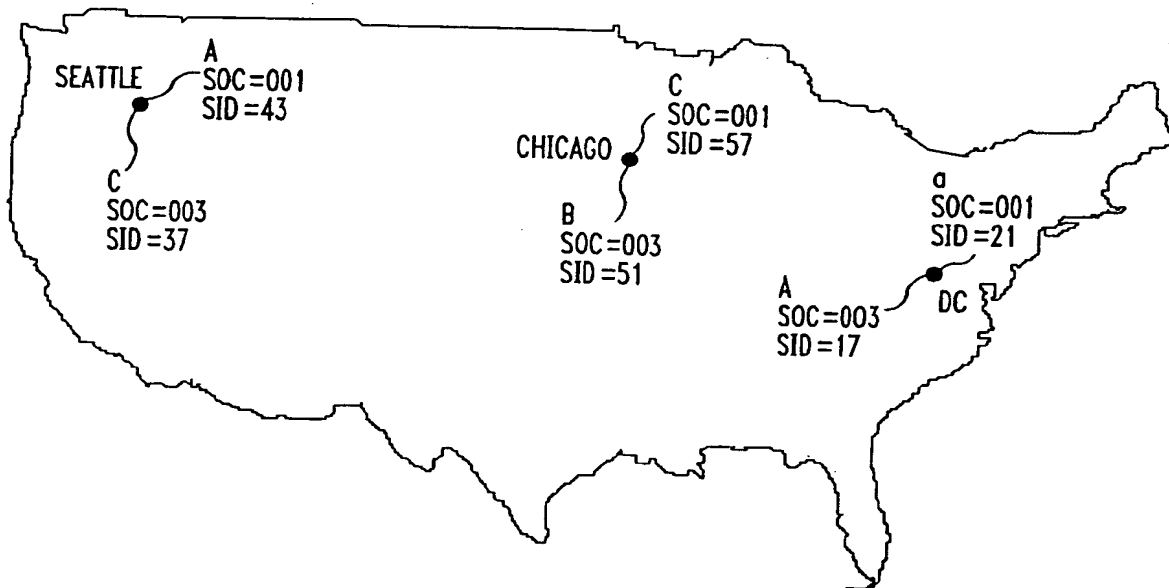 A
SEATTLE
SOC=001
SID=43
C
SOC=003
SID=37
C
SOC=001
SID=57
CHICAGO
B
SOC=003
SID=51
a
SOC=001
SID=21
DC
A
SOC=003
SID=17